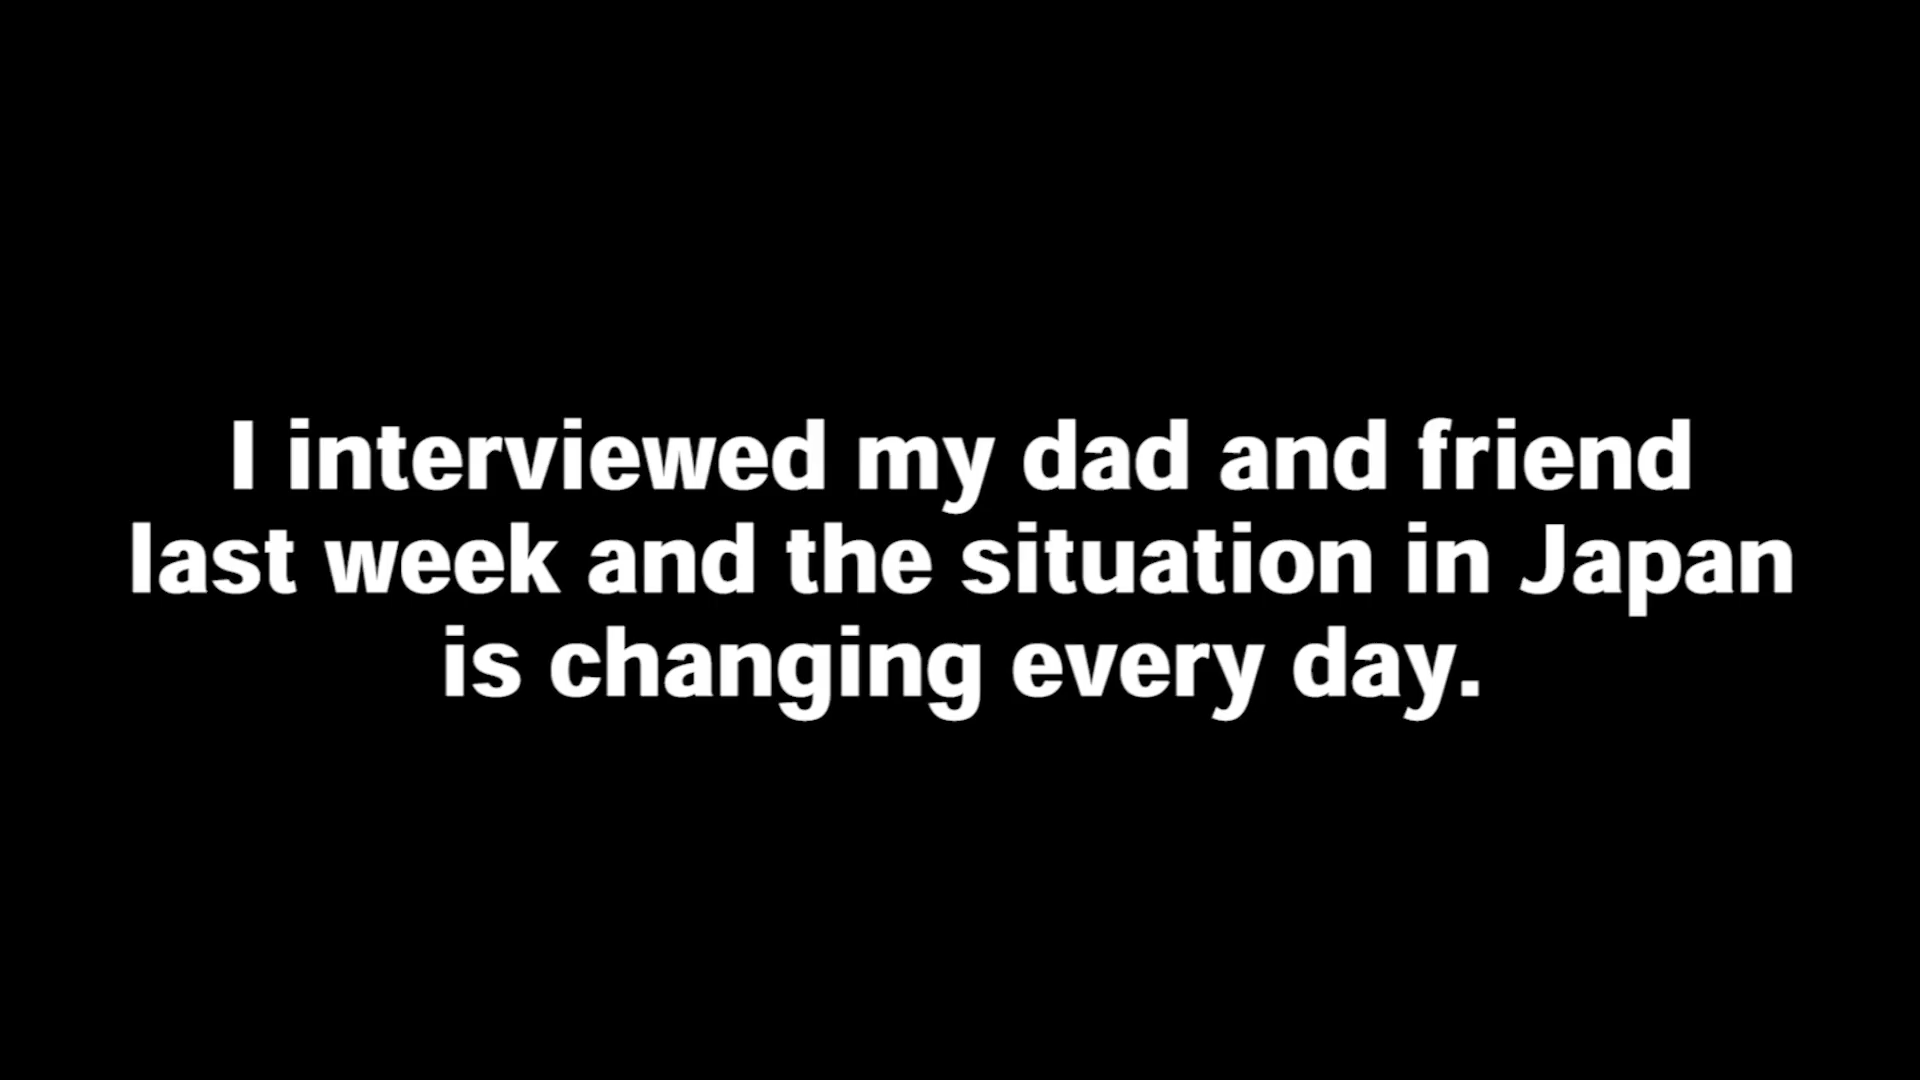 I interviewed my dad and friend
last week and the situation in Japan
is changing every day.